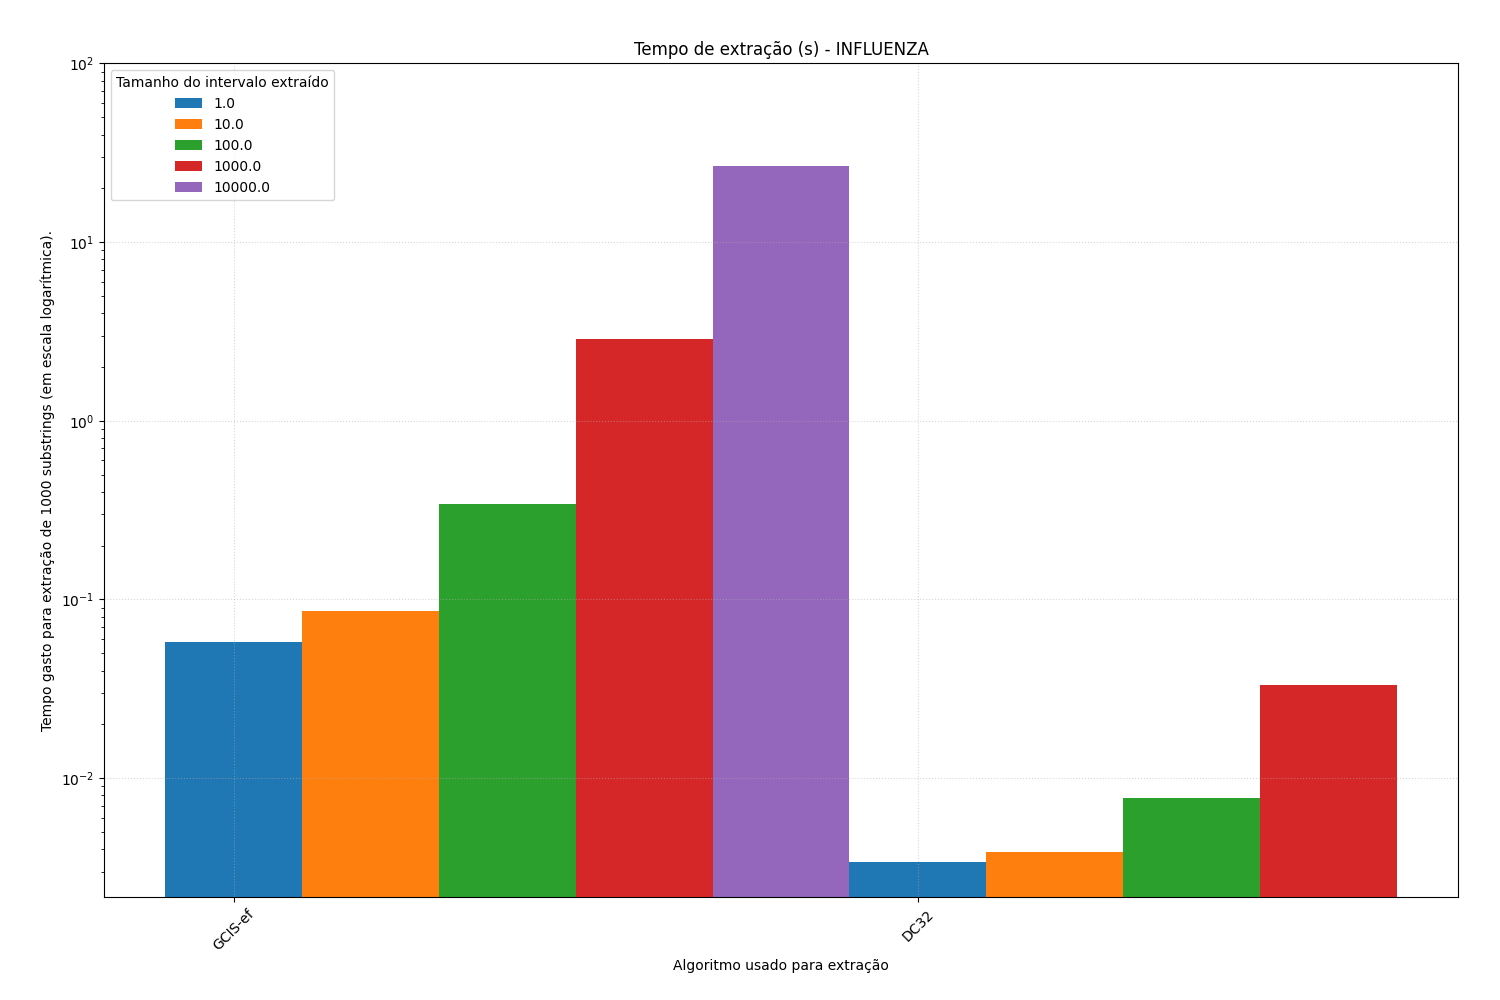 Tempo de extração (s) - INFLUENZA
Tamanho do intervalo extraído
1.0
10.0
100.0
1000.0
10000.0
Tempo gasto para extração de 1000 substrings (em escala logarítmica).
10²
10¹
10⁰
10⁻¹
10⁻²
GCIS-ef
DC32
Algoritmo usado para extração